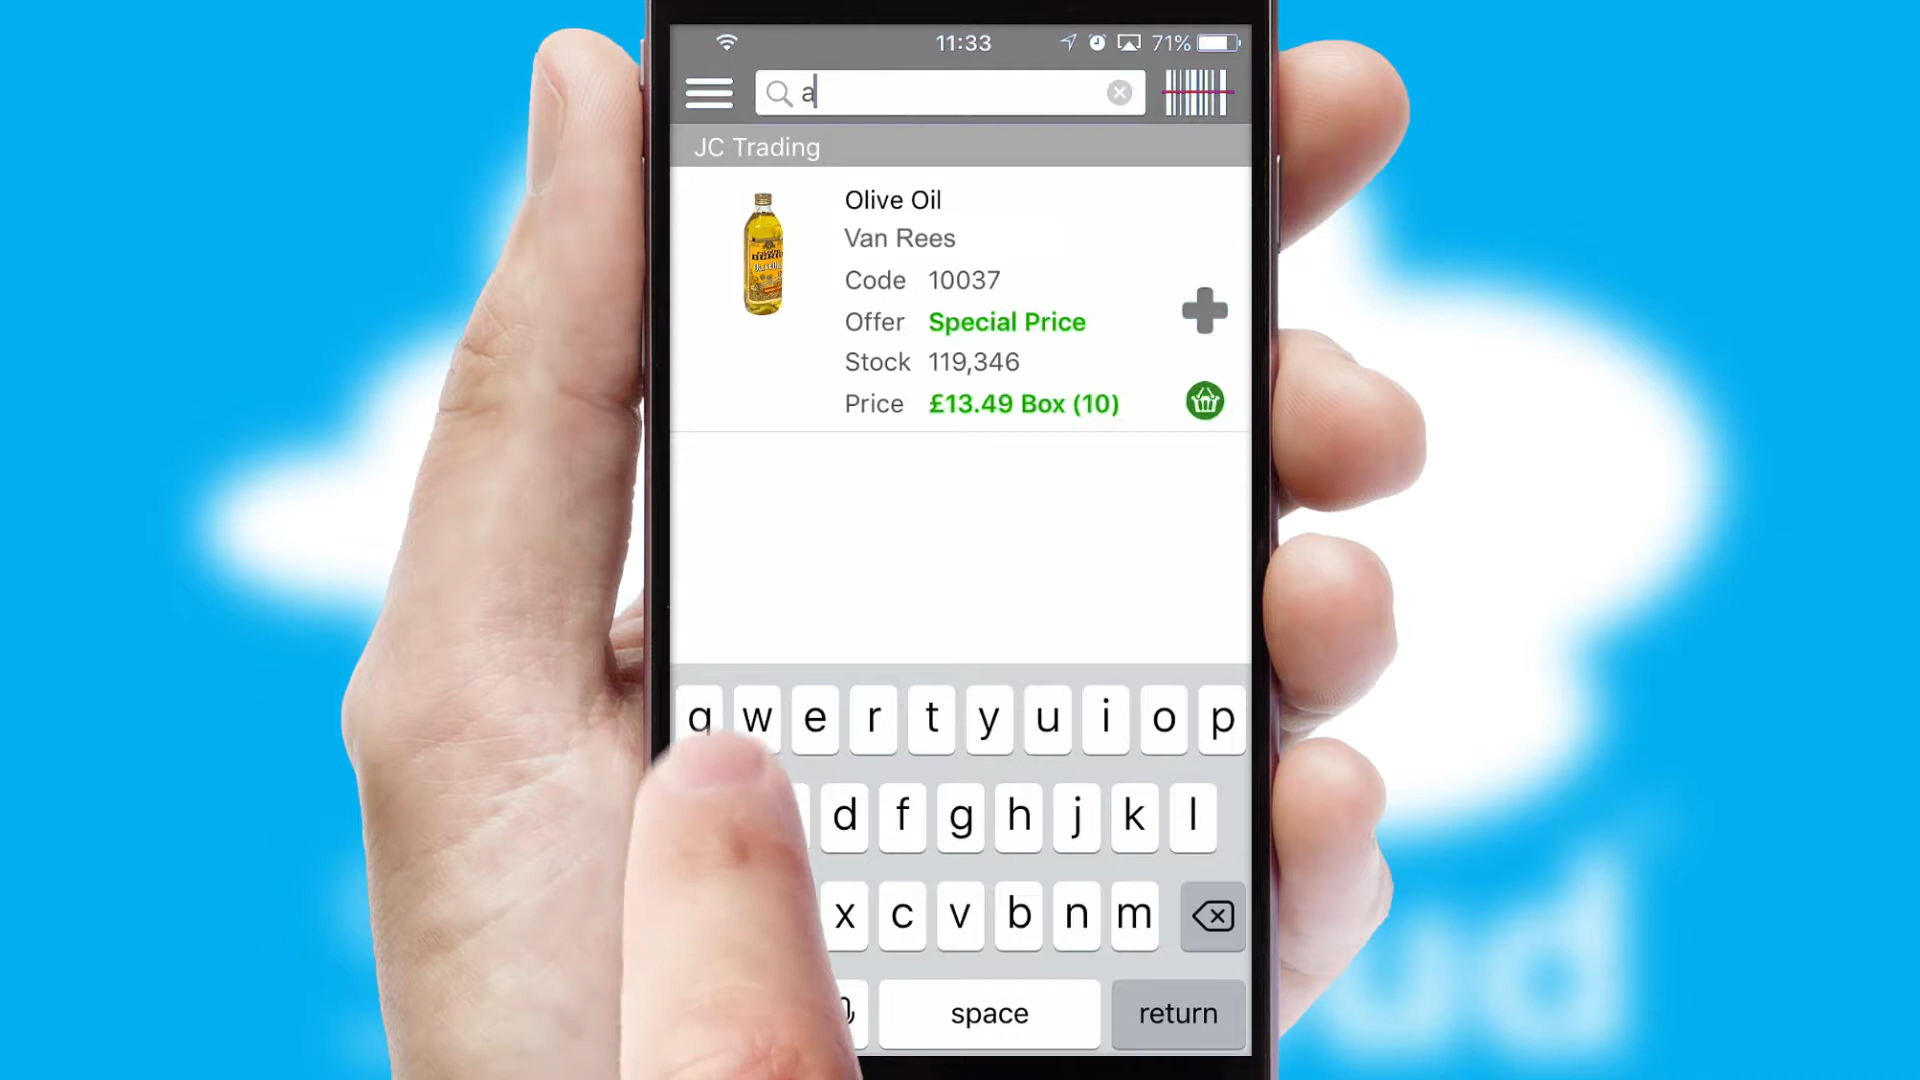 11:33
71%
a
JC Trading
Olive Oil
Van Rees
Code 10037
Offer Special Price
Stock 119,346
Price £13.49 Box (10)
q w e r t y u i o p
d f g h j k l
x c v b n m
space return
ud